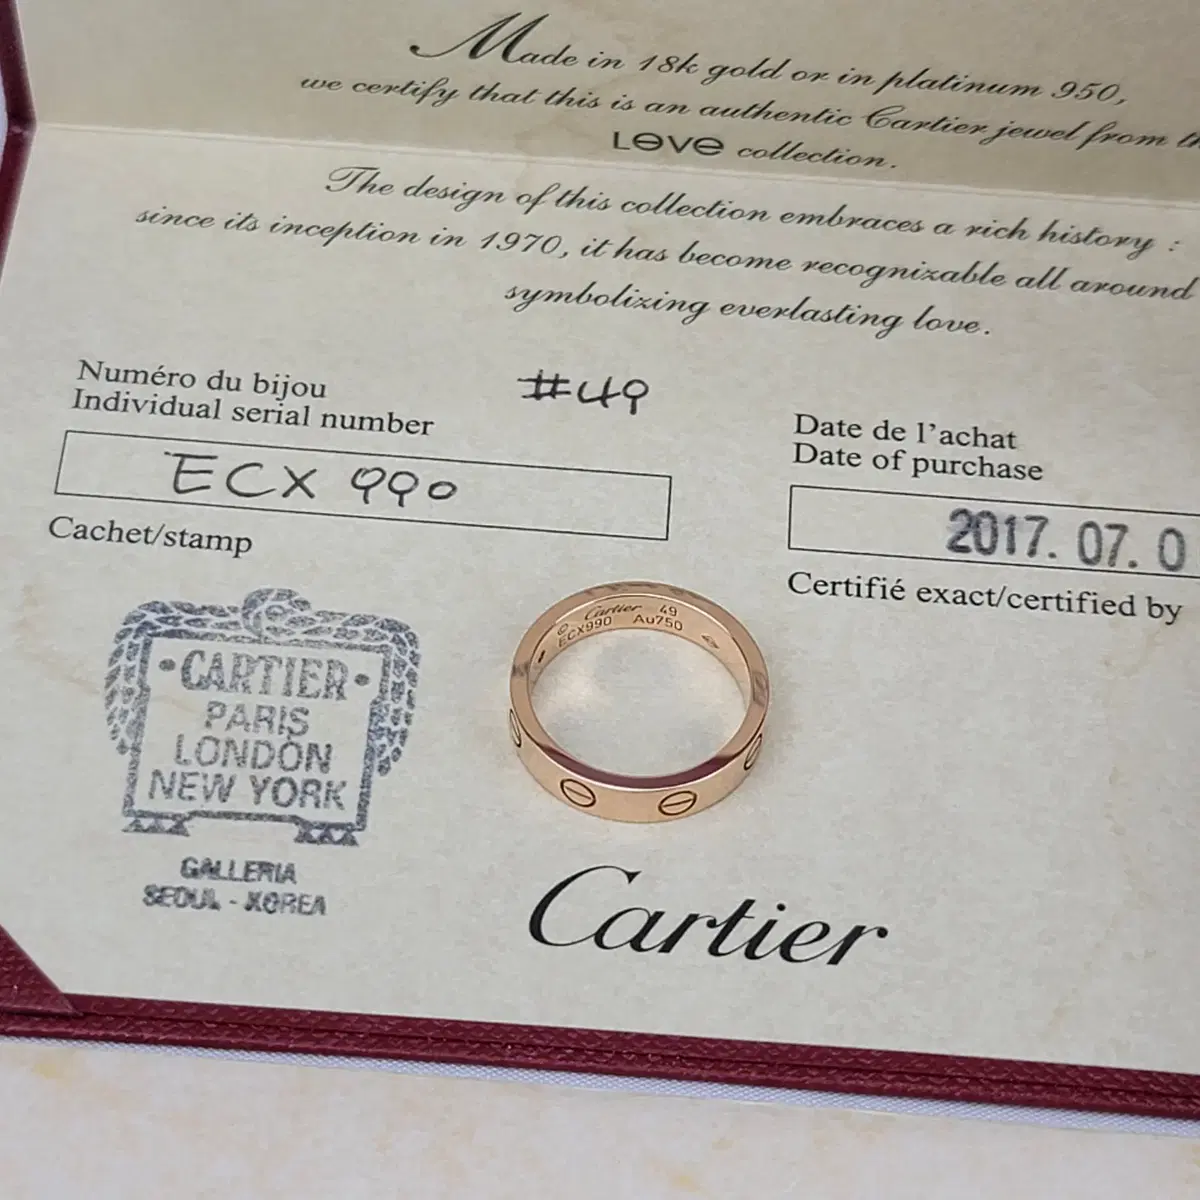 Made in 18k gold or in platinum 950,
we certify that this is an authentic Cartier jewel from
LOVE collection.
The design of this collection embraces a rich history :
since its inception in 1970, it has become recognizable all around
symbolizing everlasting love.
Numéro du bijou
Individual serial number
#49
ECX 990
Date de l'achat
Date of purchase
2017. 07. 0
Cachet/stamp
Certifié exact/certified by
•CARTIER•
PARIS
LONDON
NEW YORK
GALLERIA
SEOUL - KOREA
© Cartier 49
ECX990 Au750
Cartier